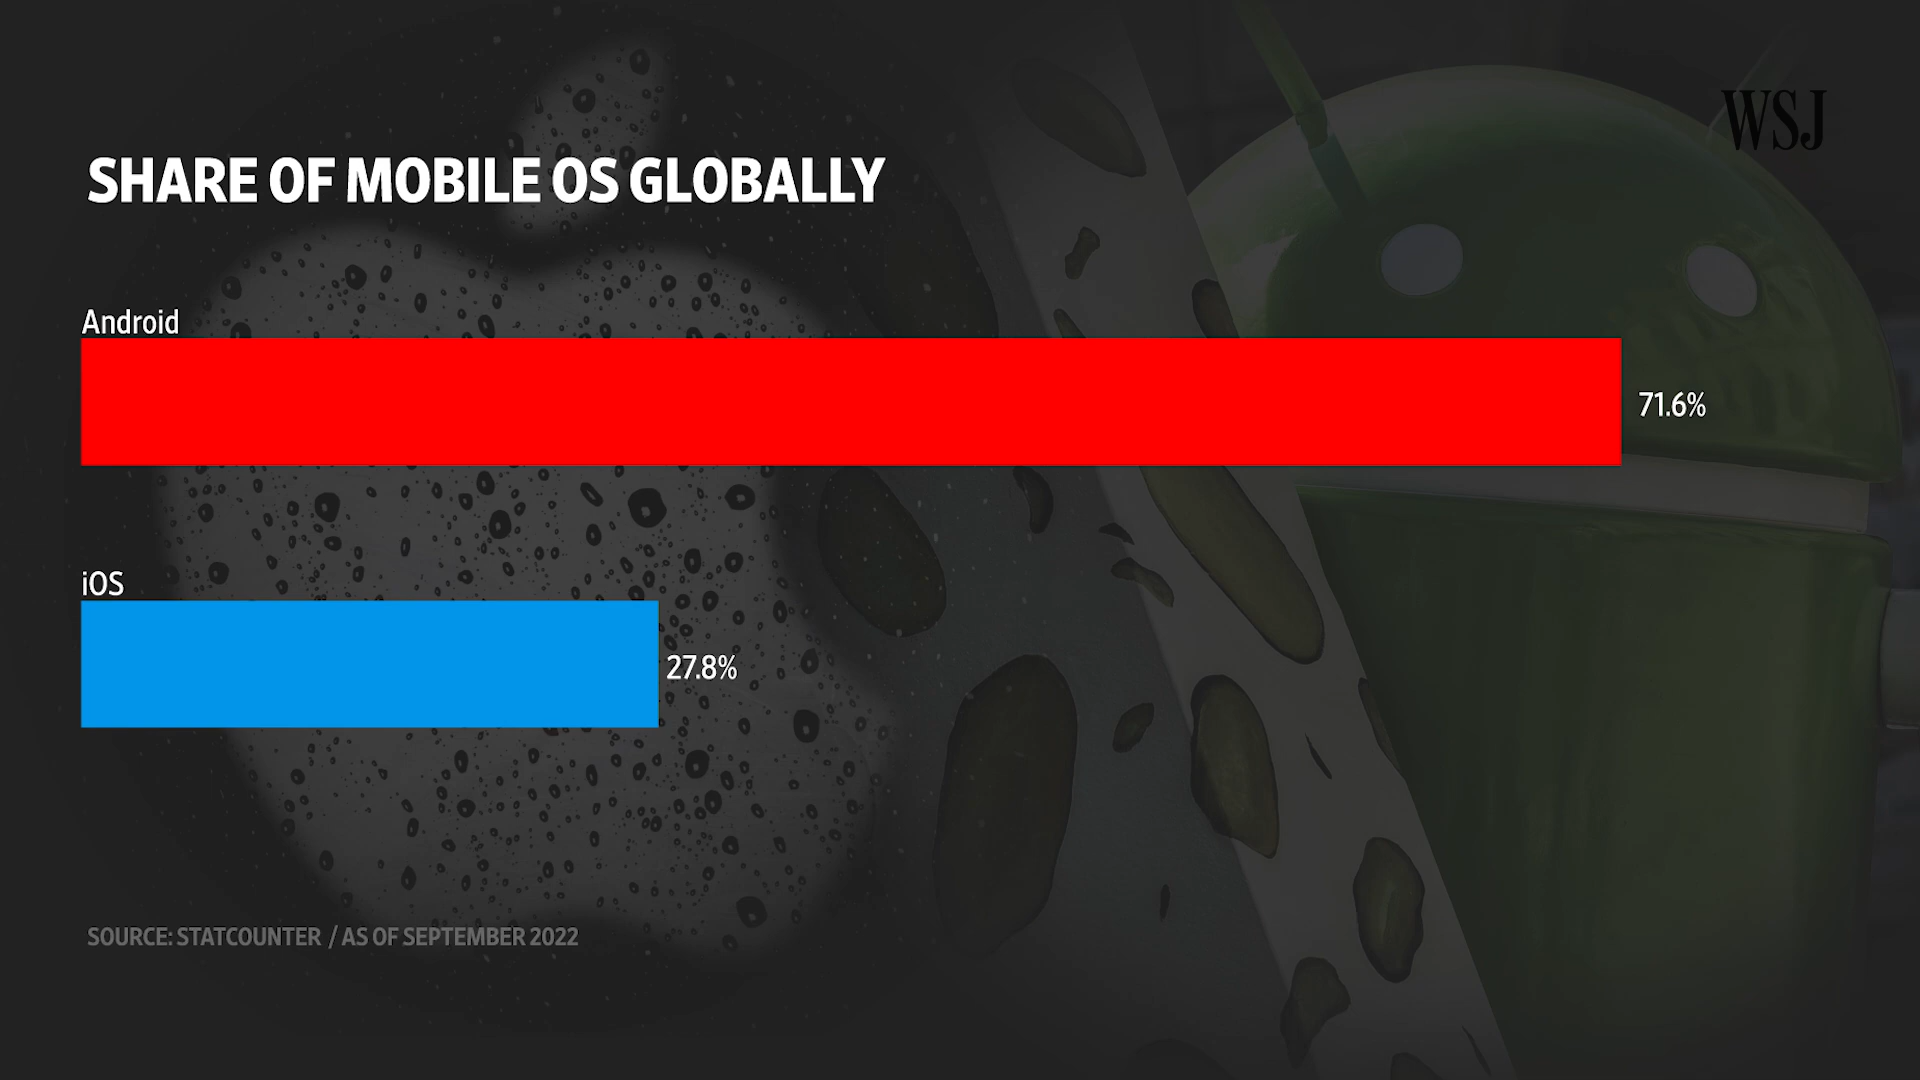 WSJ
SHARE OF MOBILE OS GLOBALLY
Android
71.6%
iOS
27.8%
SOURCE: STATCOUNTER / AS OF SEPTEMBER 2022